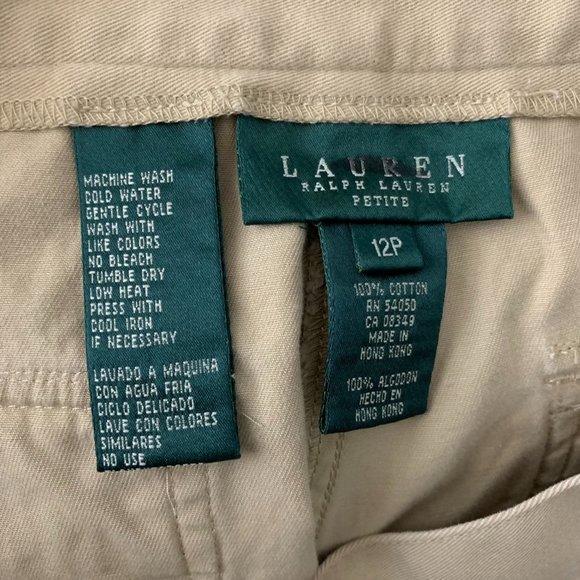 MACHINE WASH
COLD WATER
GENTLE CYCLE
WASH WITH
LIKE COLORS
NO BLEACH
TUMBLE DRY
LOW HEAT
PRESS WITH
COOL IRON
IF NECESSARY
LAVADO A MAQUINA
CON AGUA FRIA
CICLO DELICADO
LAVE CON COLORES
SIMILARES
NO USE
LAUREN
RALPH LAUREN
PETITE
12P
100% COTTON
RN 54050
CA 08349
MADE IN
HONG KONG
100% ALGODON
HECHO EN
HONG KONG